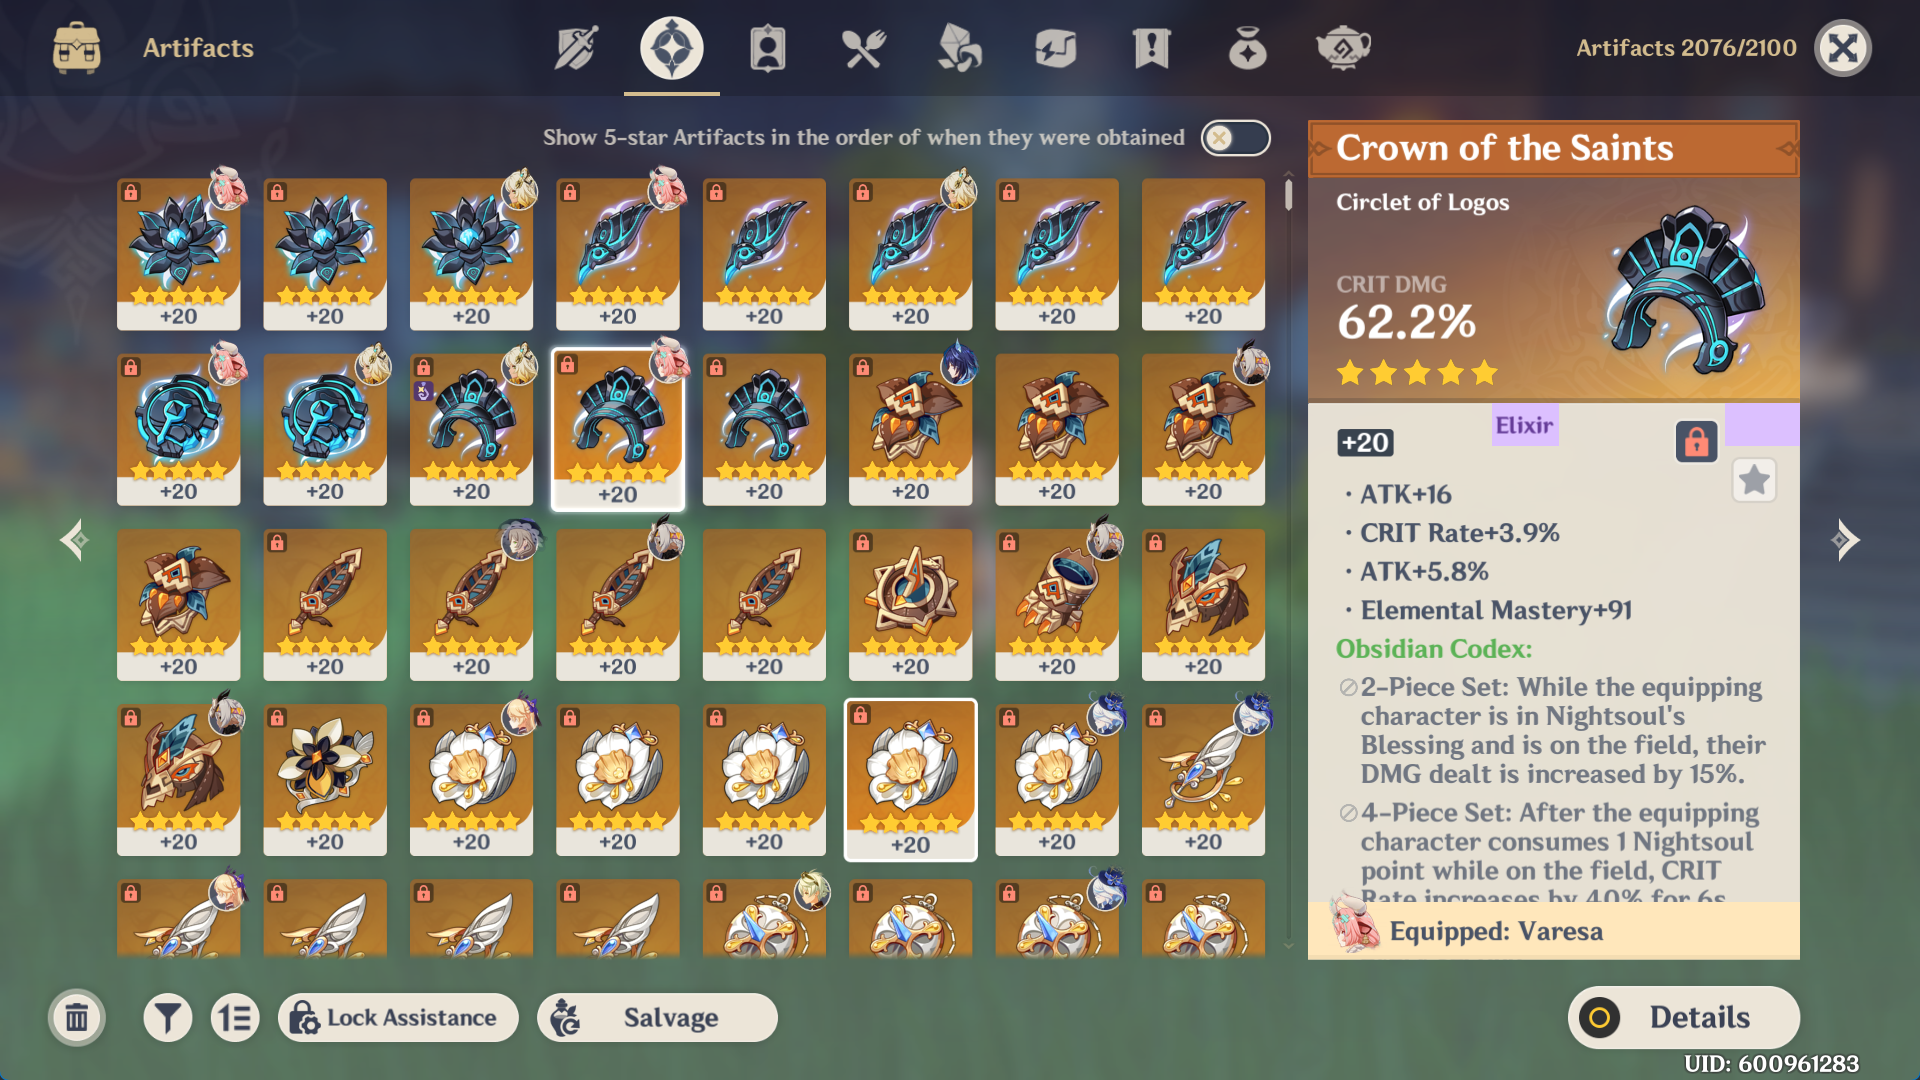 Artifacts
Artifacts 2076/2100
Show 5-star Artifacts in the order of when they were obtained
+20 +20 +20 +20 +20 +20 +20 +20
+20 +20 +20 +20 +20 +20 +20 +20
+20 +20 +20 +20 +20 +20 +20 +20
+20 +20 +20 +20 +20 +20 +20 +20
Crown of the Saints
Circlet of Logos
CRIT DMG
62.2%
Elixir
+20
· ATK+16
· CRIT Rate+3.9%
· ATK+5.8%
· Elemental Mastery+91
Obsidian Codex:
2-Piece Set: While the equipping
character is in Nightsoul's
Blessing and is on the field, their
DMG dealt is increased by 15%.
4-Piece Set: After the equipping
character consumes 1 Nightsoul
point while on the field, CRIT
Rate increases by 40% for 6s
Equipped: Varesa
Lock Assistance
Salvage
Details
UID: 600961283